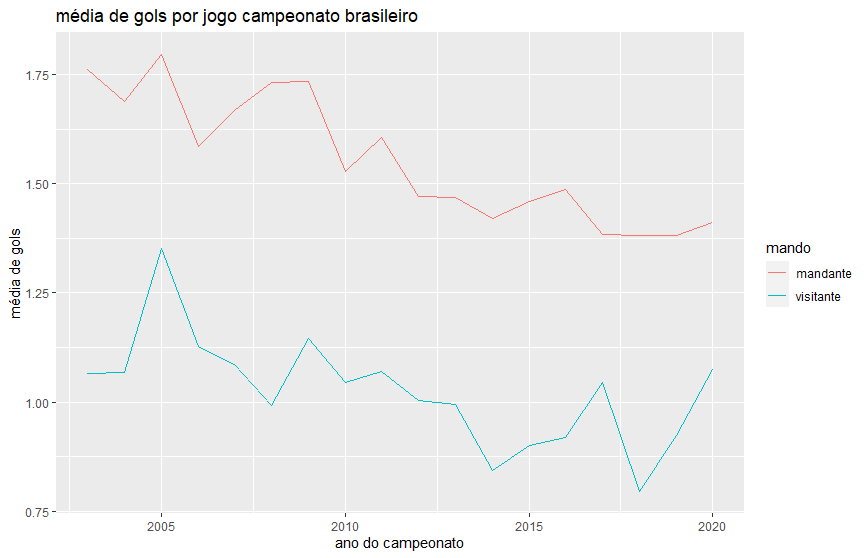 média de gols por jogo campeonato brasileiro
média de gols
1.75
1.50
1.25
1.00
0.75
2005
2010
2015
2020
ano do campeonato
mando
mandante
visitante